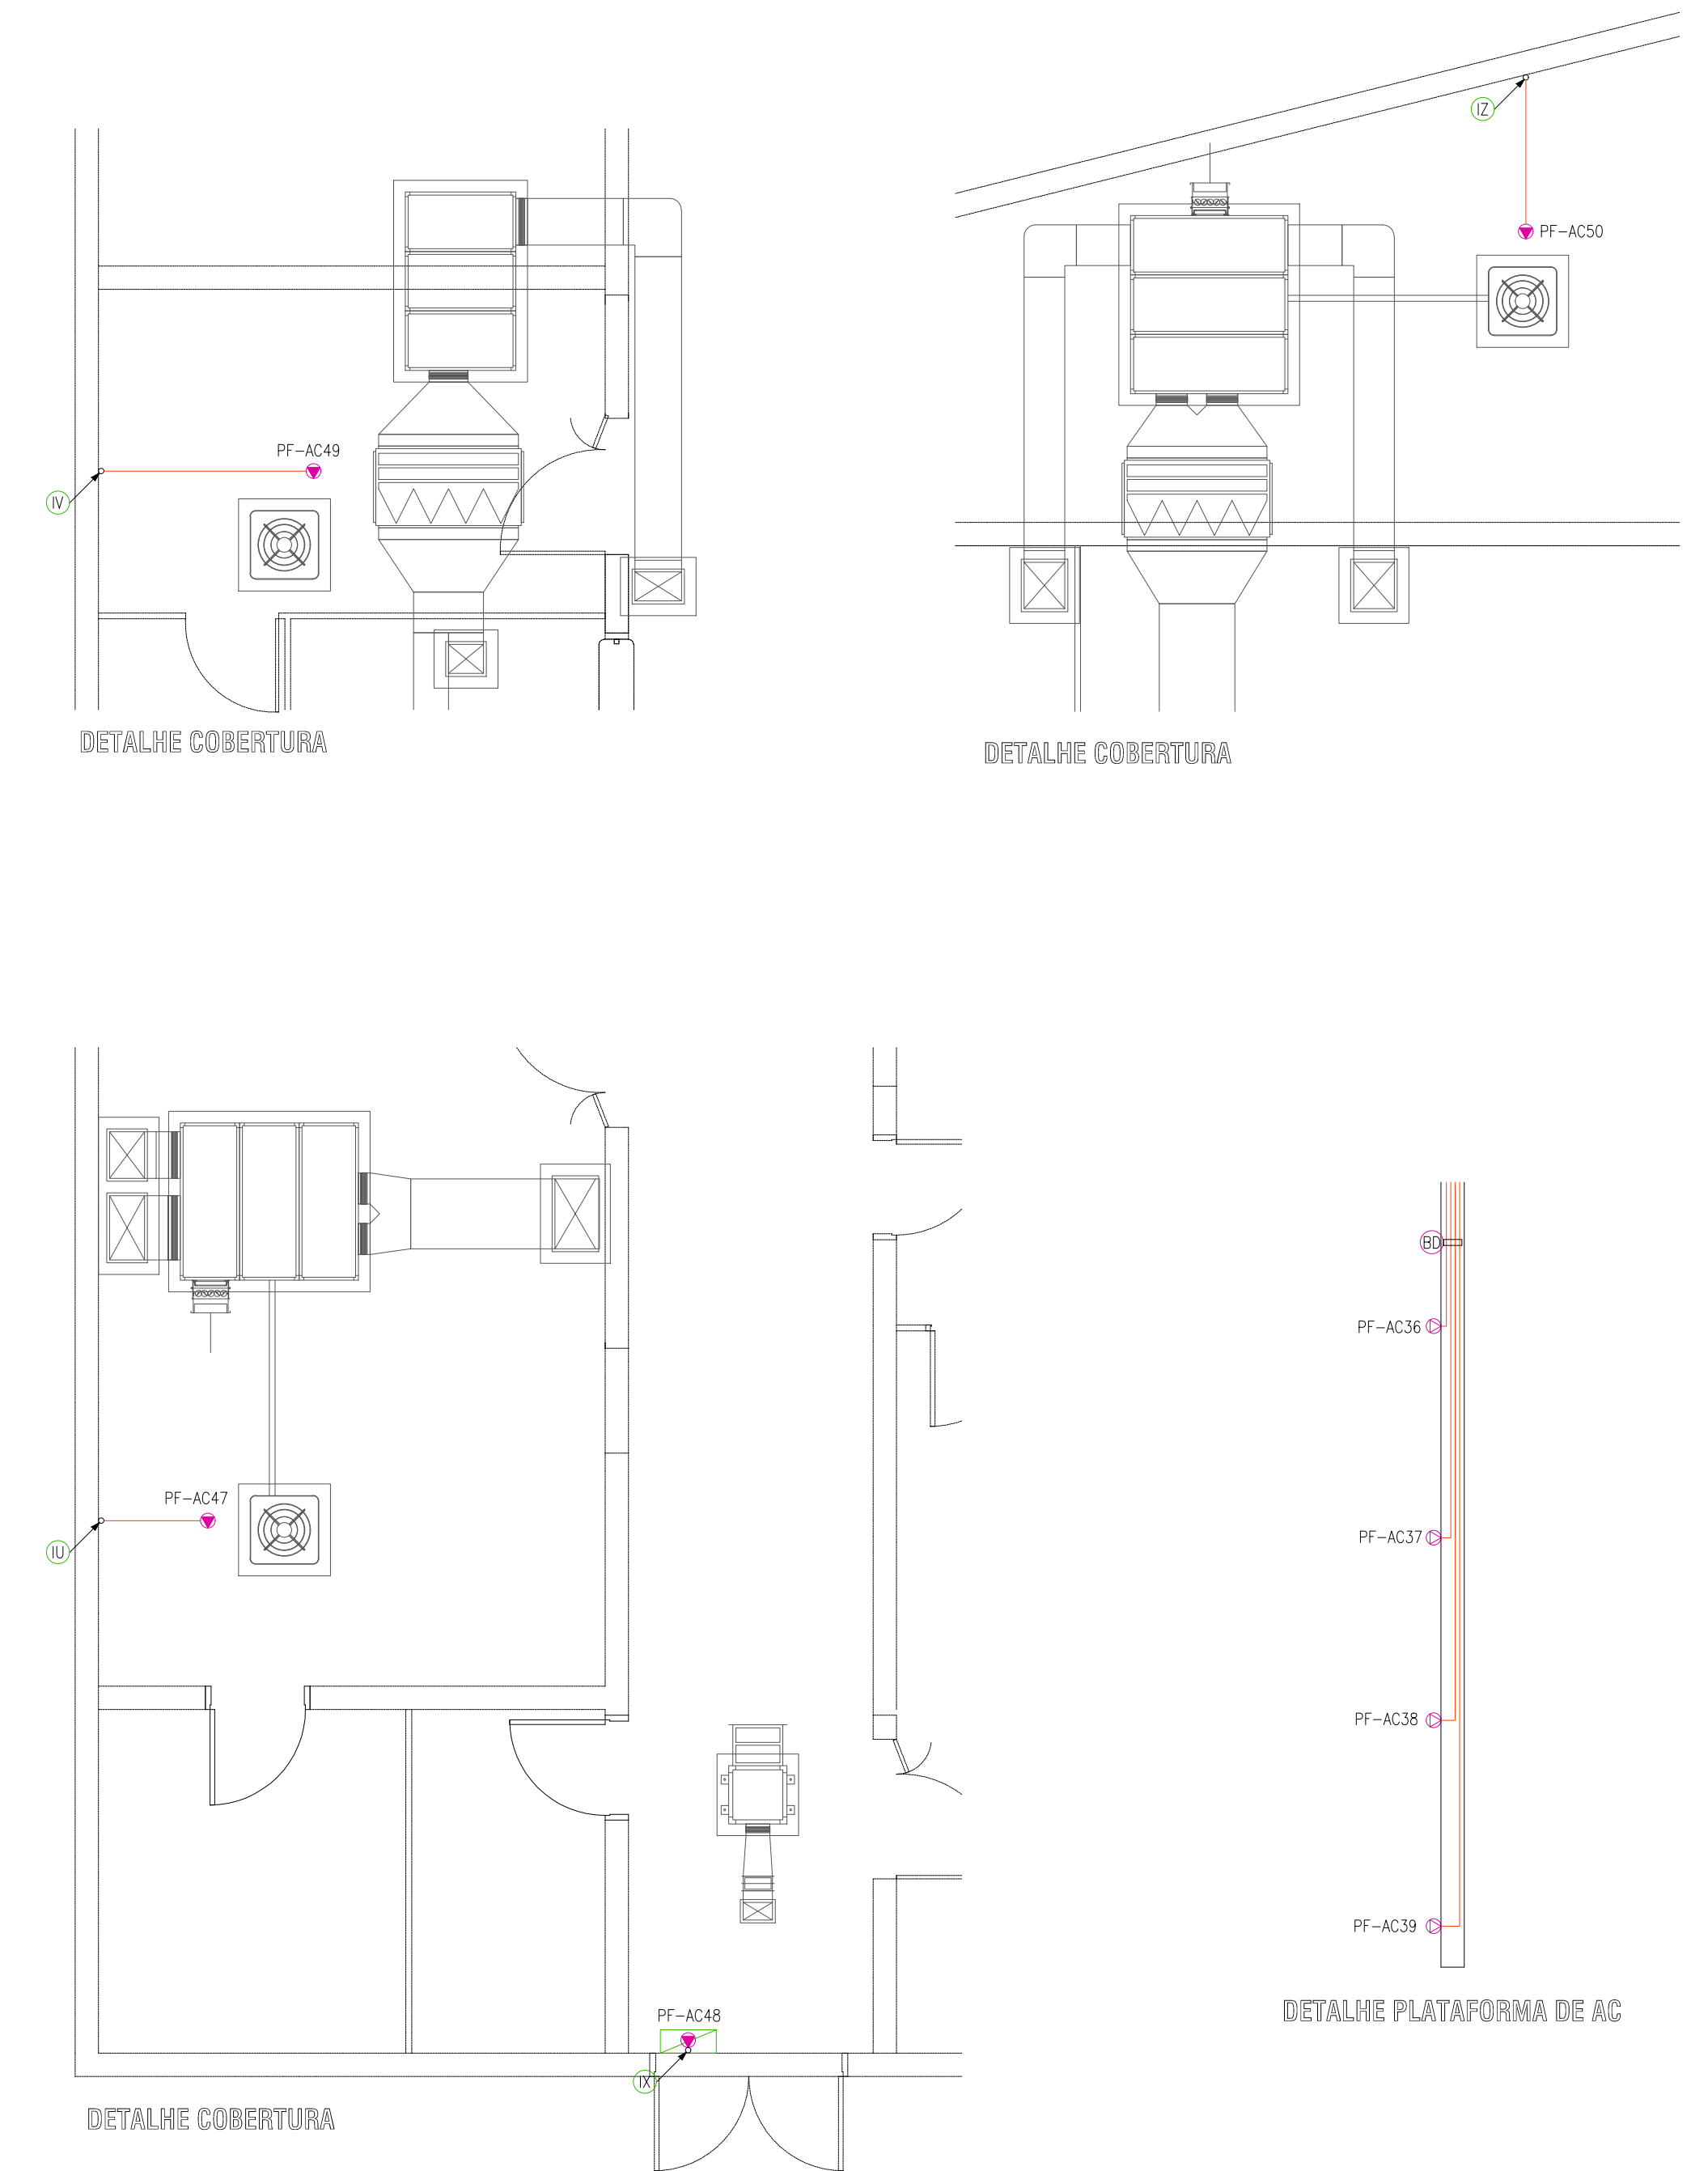 IZ
PF-AC50
PF-AC49
IV
DETALHE COBERTURA
DETALHE COBERTURA
BD
PF-AC36
PF-AC47
IU
PF-AC37
PF-AC38
PF-AC39
DETALHE PLATAFORMA DE AC
PF-AC48
IX
DETALHE COBERTURA